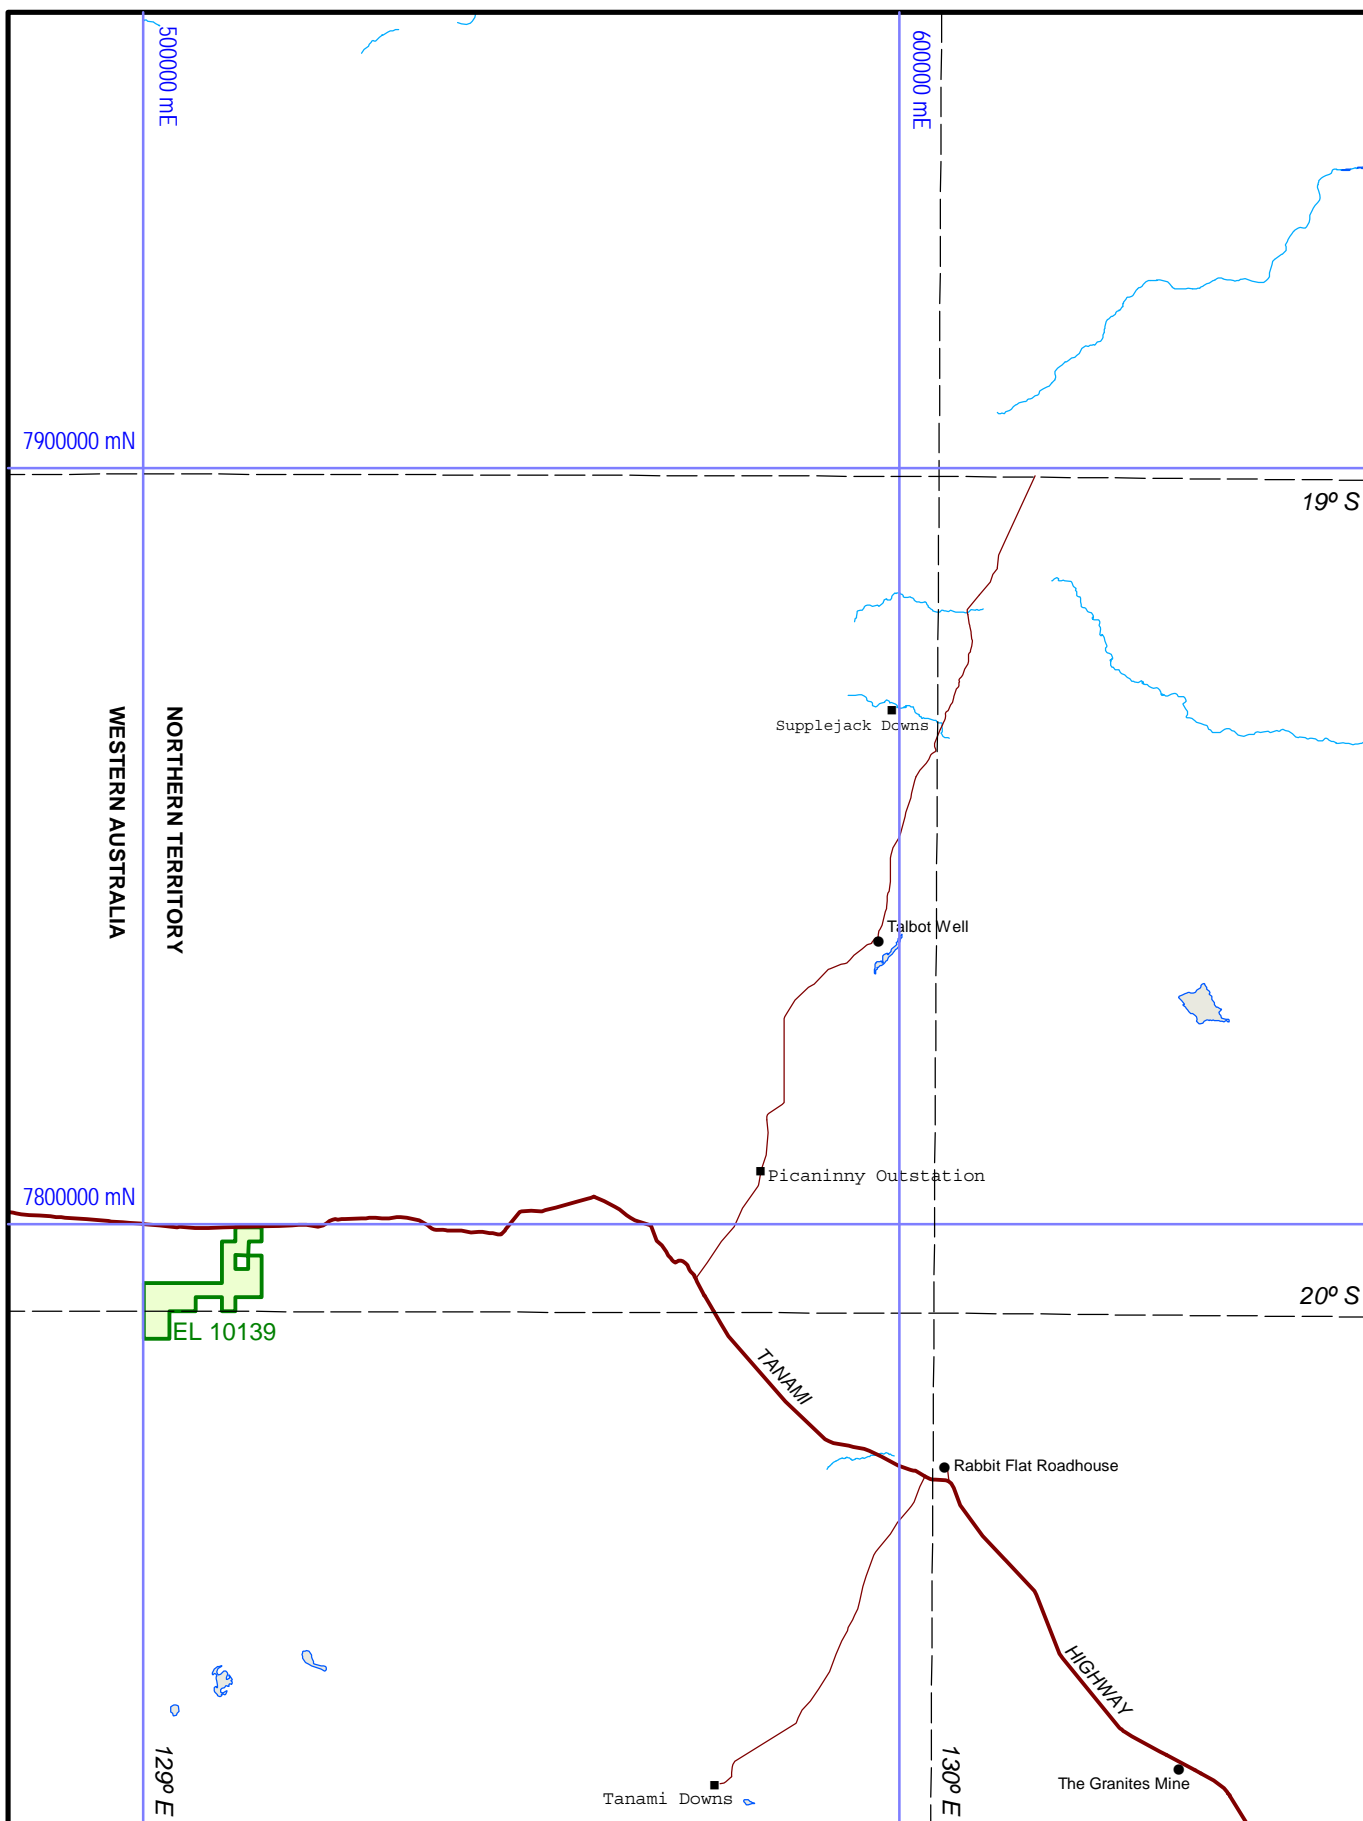 500000 mE
600000 mE
7900000 mN
19º S
Supplejack Downs
NORTHERN TERRITORY
WESTERN AUSTRALIA
Talbot Well
Picaninny Outstation
7800000 mN
20º S
EL 10139
TANAMI
Rabbit Flat Roadhouse
HIGHWAY
129º E
130º E
The Granites Mine
Tanami Downs